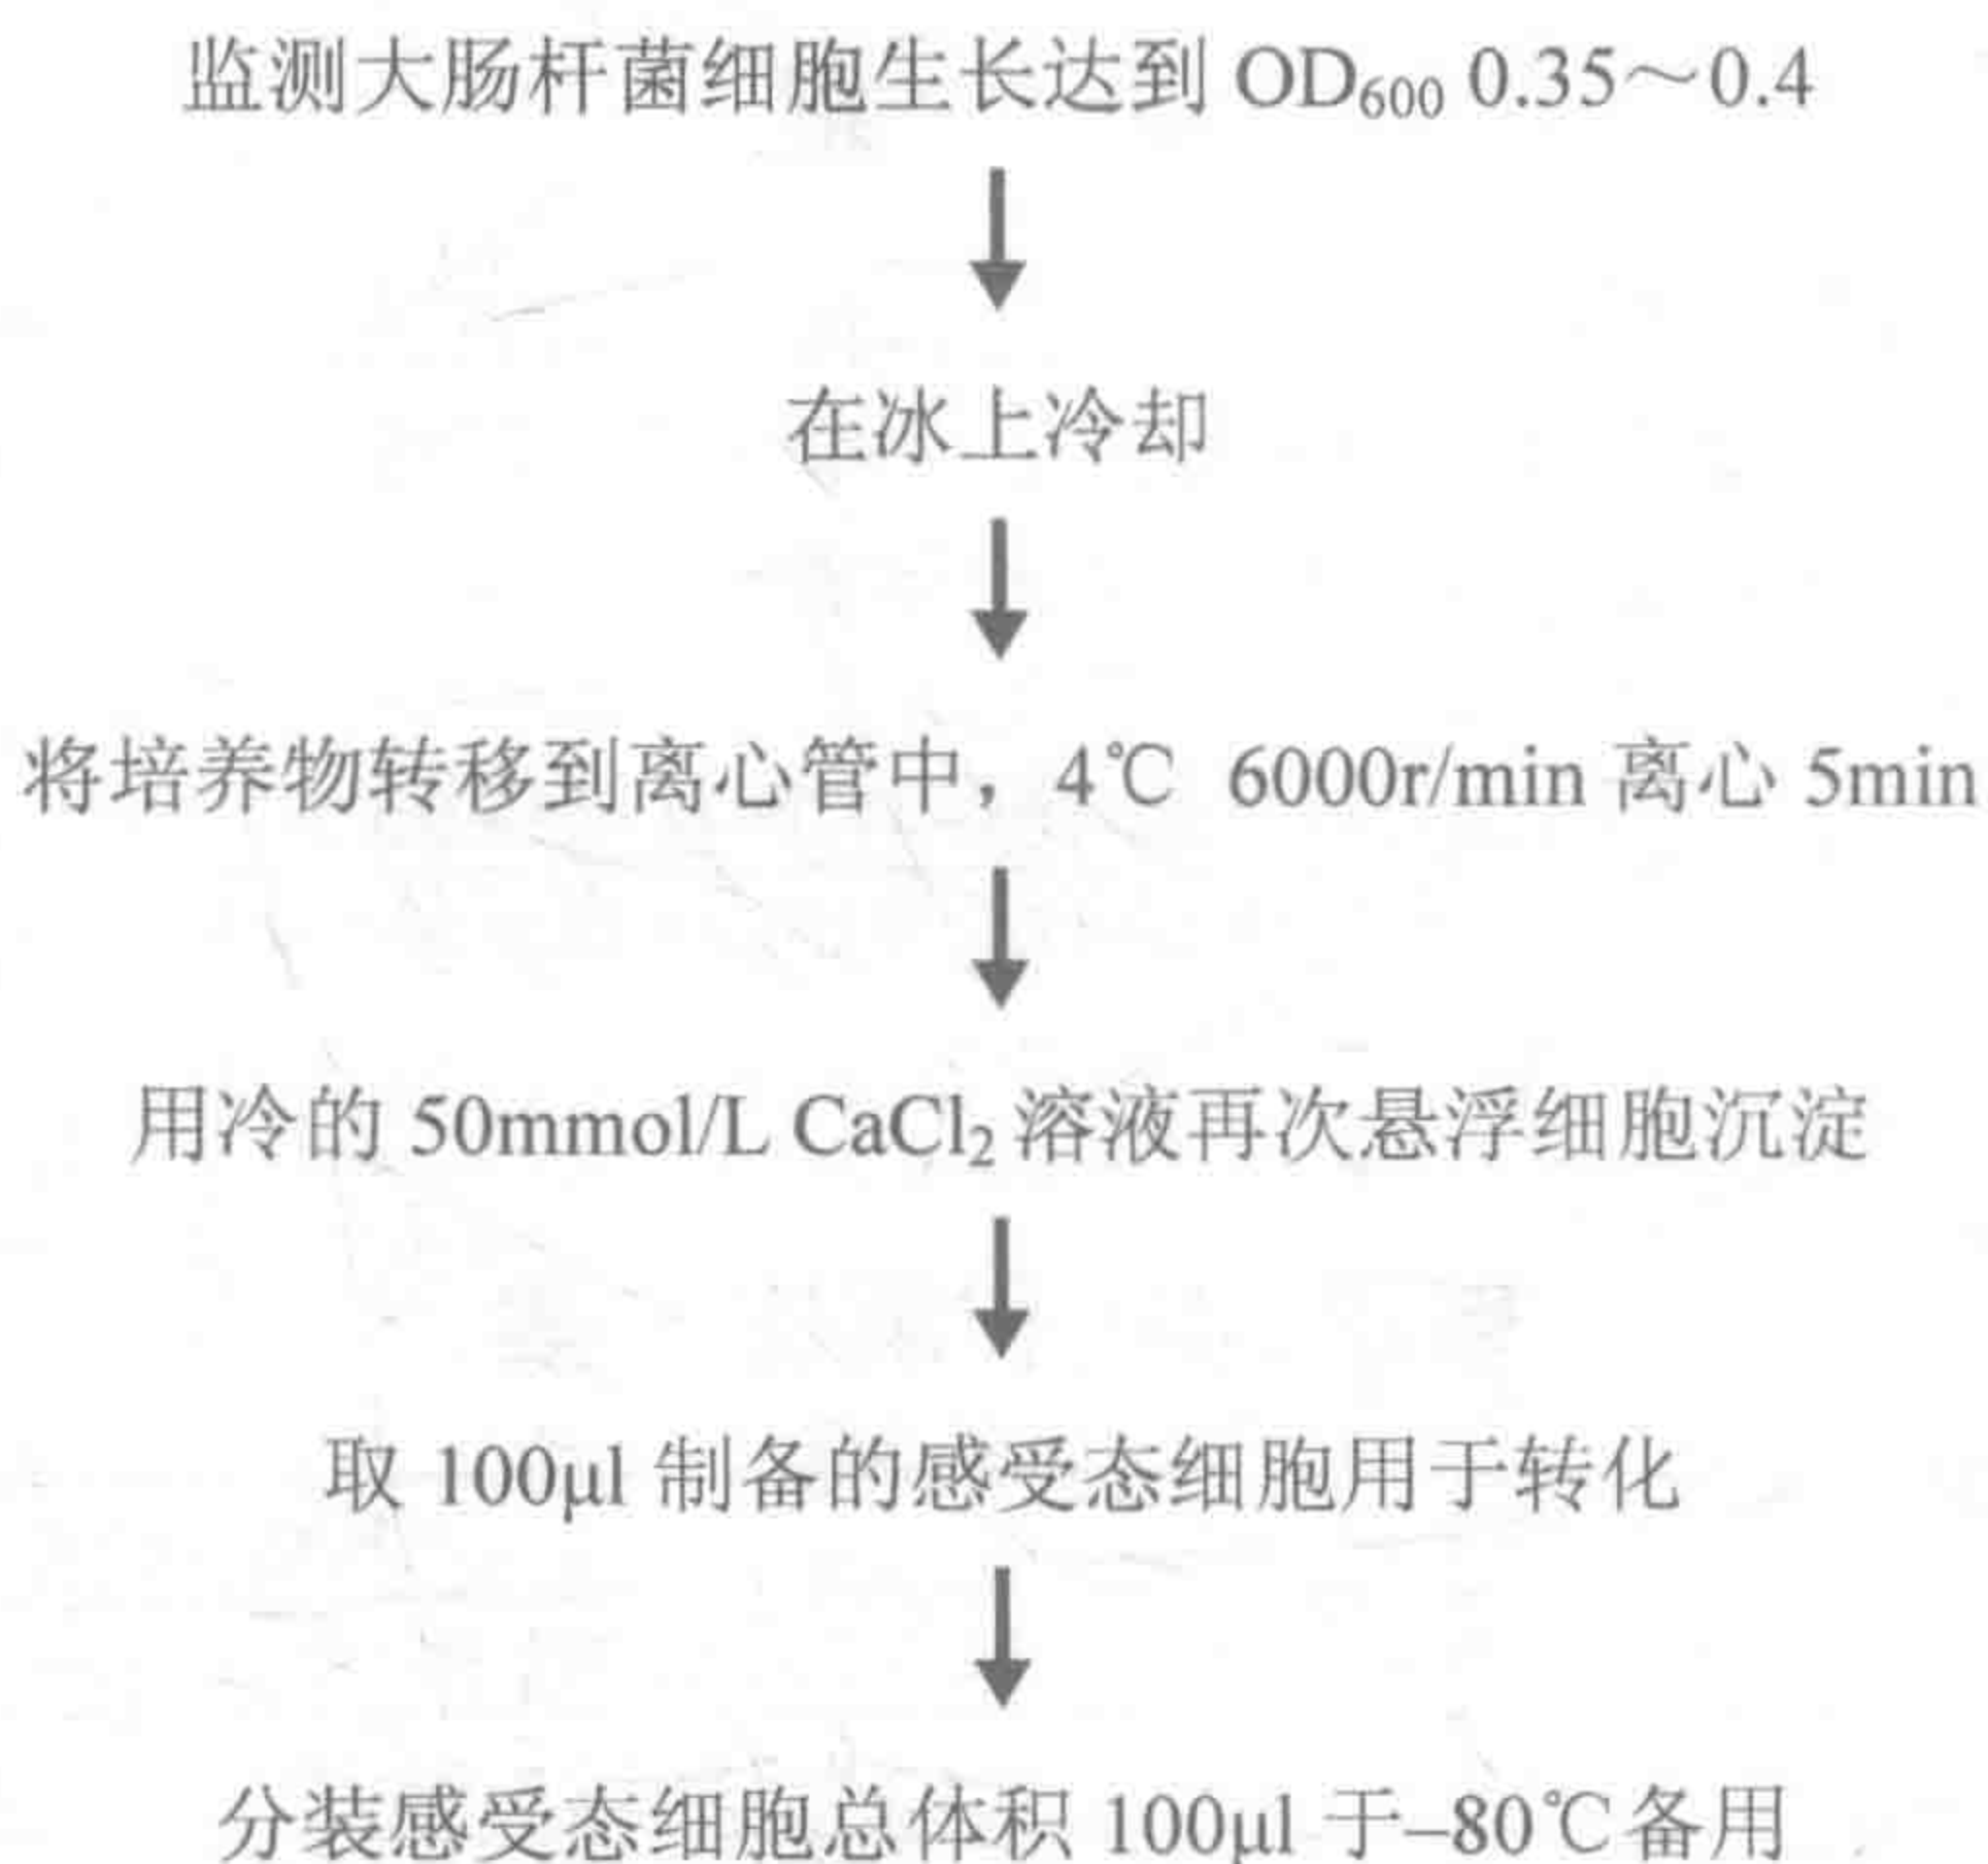 监测大肠杆菌细胞生长达到 OD₆₀₀ 0.35～0.4
在冰上冷却
将培养物转移到离心管中，4℃ 6000r/min 离心 5min
用冷的 50mmol/L CaCl₂ 溶液再次悬浮细胞沉淀
取 100μl 制备的感受态细胞用于转化
分装感受态细胞总体积 100μl 于–80℃备用